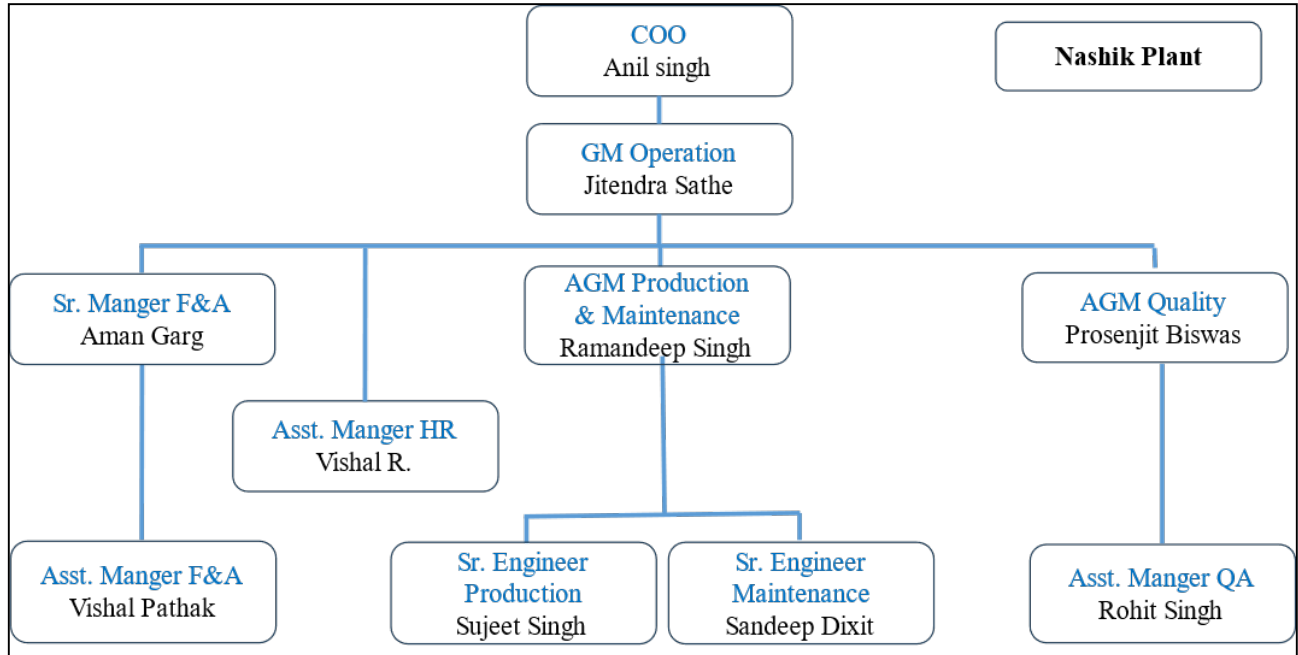 COO
Anil singh
Nashik Plant
GM Operation
Jitendra Sathe
Sr. Manger F&A
Aman Garg
AGM Production
& Maintenance
Ramandeep Singh
AGM Quality
Prosenjit Biswas
Asst. Manger HR
Vishal R.
Asst. Manger F&A
Vishal Pathak
Sr. Engineer
Production
Sujeet Singh
Sr. Engineer
Maintenance
Sandeep Dixit
Asst. Manger QA
Rohit Singh